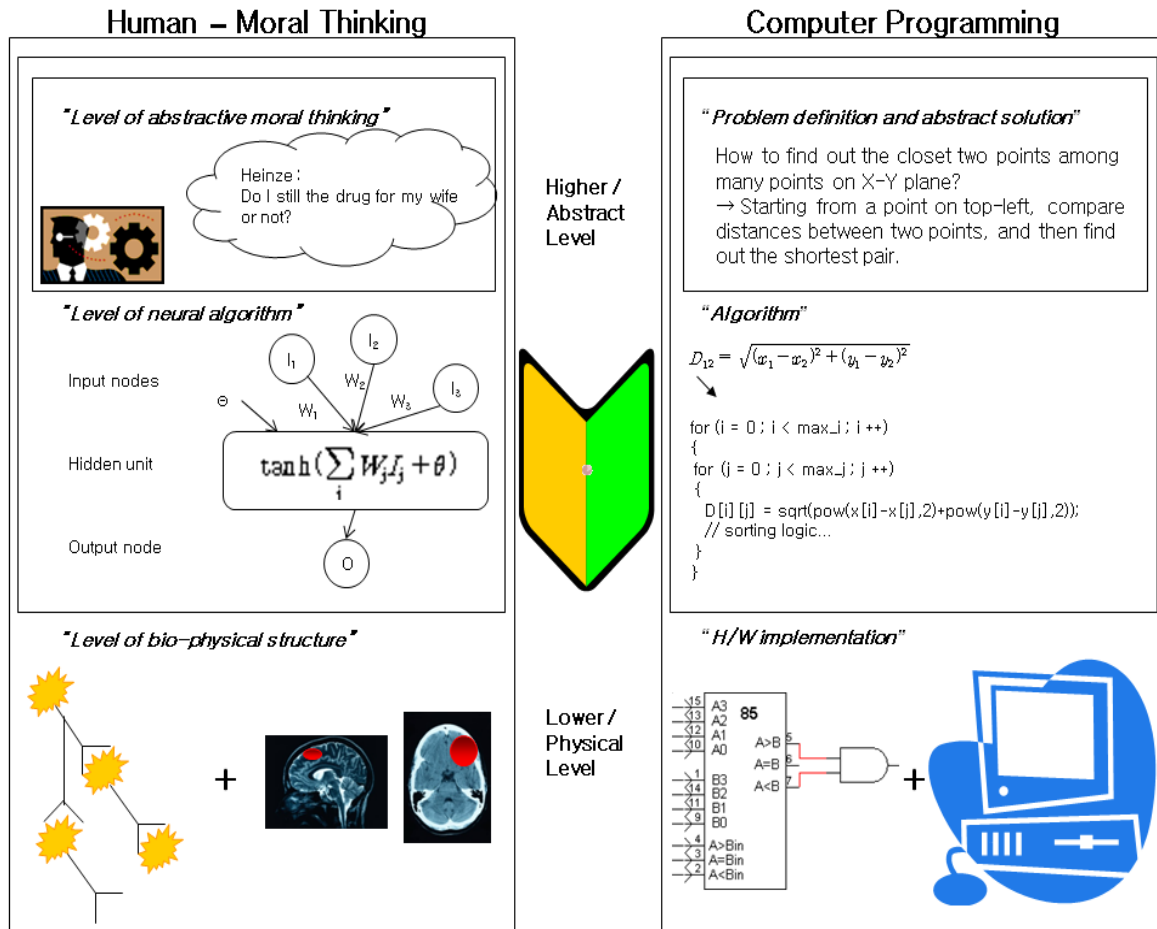 Human – Moral Thinking
"Level of abstractive moral thinking"
Heinze :
Do I still the drug for my wife
or not?
"Level of neural algorithm"
Input nodes
I₁
I₂
I₃
Θ
W₁
W₂
W₃
Hidden unit
tanh(∑ⱼ WⱼIⱼ + θ)
Output node
O
"Level of bio-physical structure"
+
Higher /
Abstract
Level
Lower /
Physical
Level
Computer Programming
"Problem definition and abstract solution"
How to find out the closet two points among
many points on X-Y plane?
→ Starting from a point on top-left, compare
distances between two points, and then find
out the shortest pair.
"Algorithm"
D₁₂ = √(x₁−x₂)² + (y₁−y₂)²
for (i = 0 ; i < max_i ; i ++)
{
for (j = 0 ; j < max_j ; j ++)
{
D[i][j] = sqrt(pow(x[i]-x[j],2)+pow(y[i]-y[j],2));
// sorting logic...
}
}
"H/W implementation"
85
15 A3
13 A2
12 A1
10 A0
1 B3
14 B2
11 B1
9 B0
4 A>Bin
3 A=Bin
2 A<Bin
A>B 5
A=B 6
A<B 7
+